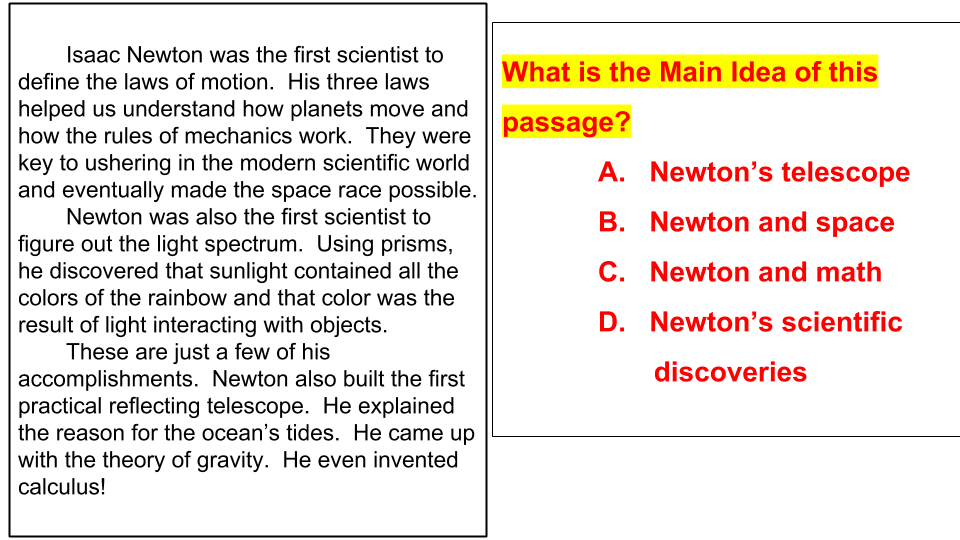 Isaac Newton was the first scientist to
define the laws of motion.  His three laws
helped us understand how planets move and
how the rules of mechanics work.  They were
key to ushering in the modern scientific world
and eventually made the space race possible.
Newton was also the first scientist to
figure out the light spectrum.  Using prisms,
he discovered that sunlight contained all the
colors of the rainbow and that color was the
result of light interacting with objects.
These are just a few of his
accomplishments.  Newton also built the first
practical reflecting telescope.  He explained
the reason for the ocean’s tides.  He came up
with the theory of gravity.  He even invented
calculus!
What is the Main Idea of this
passage?
A. Newton’s telescope
B. Newton and space
C. Newton and math
D. Newton’s scientific
discoveries